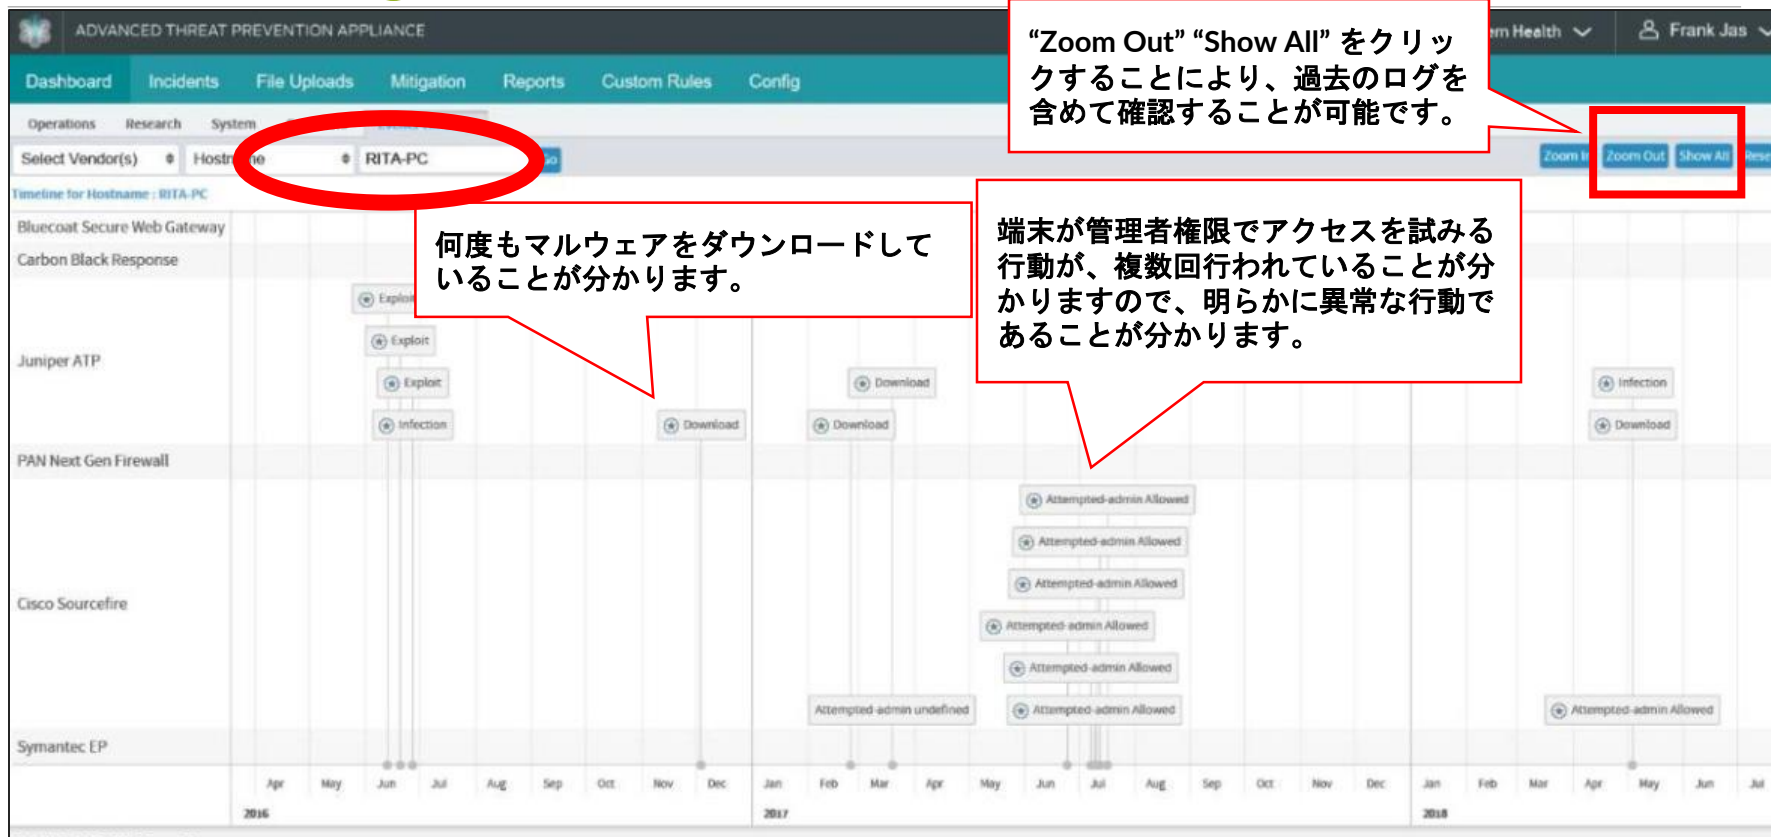 ADVANCED THREAT PREVENTION APPLIANCE
Health
Frank Jas
Dashboard Incidents File Uploads Mitigation Reports Custom Rules Config
“Zoom Out” “Show All” をクリッ
クすることにより、過去のログを
含めて確認することが可能です。
Operations Research System
Select Vendor(s) RITA-PC
Zoom Out Show All
Timeline for Hostname : RITA-PC
Bluecoat Secure Web Gateway
Carbon Black Response
何度もマルウェアをダウンロードして
いることが分かります。
端末が管理者権限でアクセスを試みる
行動が、複数回行われていることが分
かりますので、明らかに異常な行動で
あることが分かります。
Exploit
Juniper ATP
Exploit Download Infection
Infection Download Download Download
PAN Next Gen Firewall
Attempted-admin Allowed
Attempted-admin Allowed
Attempted-admin Allowed
Cisco Sourcefire
Attempted-admin Allowed
Attempted-admin Allowed
Attempted-admin undefined Attempted-admin Allowed Attempted-admin Allowed
Symantec EP
Apr May Jun Jul Aug Sep Oct Nov Dec Jan Feb Mar Apr May Jun Jul Aug Sep Oct Nov Dec Jan Feb Mar Apr May Jun Jul
2016 2017 2018